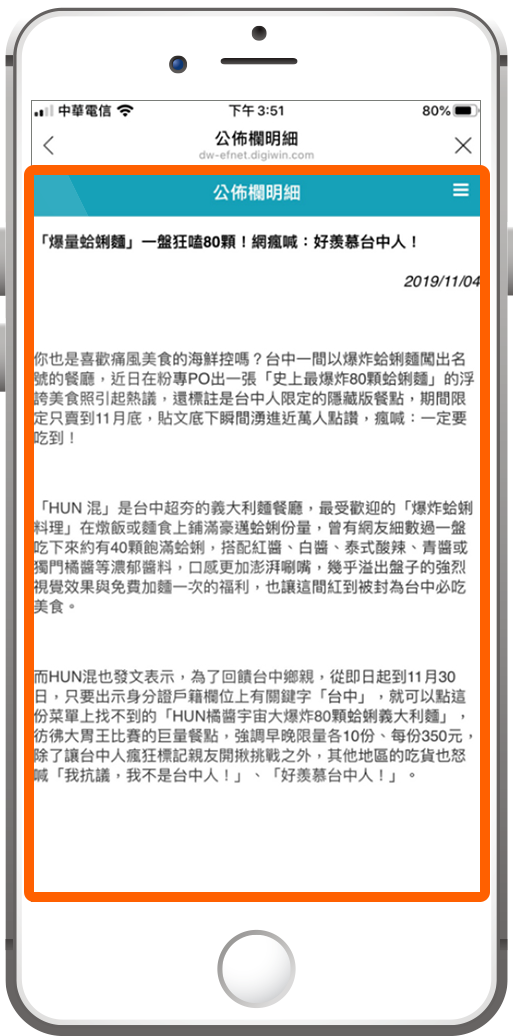 中華電信
下午3:51
80%
公佈欄明細
dw-efnet.digiwin.com
公佈欄明細
「爆量蛤蜊麵」一盤狂嗑80顆！網瘋喊：好羨慕台中人！
2019/11/04
你也是喜歡痛風美食的海鮮控嗎？台中一間以爆炸蛤蜊麵闖出名
號的餐廳，近日在粉專PO出一張「史上最爆炸80顆蛤蜊麵」的浮
誇美食照引起熱議，還標註是台中人限定的隱藏版餐點，期間限
定只賣到11月底，貼文底下瞬間湧進近萬人點讚，瘋喊：一定要
吃到！
「HUN 混」是台中超夯的義大利麵餐廳，最受歡迎的「爆炸蛤蜊
料理」在燉飯或麵食上鋪滿豪邁蛤蜊份量，曾有網友細數過一盤
吃下來約有40顆飽滿蛤蜊，搭配紅醬、白醬、泰式酸辣、青醬或
獨門橘醬等濃郁醬料，口感更加澎湃唰嘴，幾乎溢出盤子的強烈
視覺效果與免費加麵一次的福利，也讓這間紅到被封為台中必吃
美食。
而HUN混也發文表示，為了回饋台中鄉親，從即日起到11月30
日，只要出示身分證戶籍欄位上有關鍵字「台中」，就可以點這
份菜單上找不到的「HUN橘醬宇宙大爆炸80顆蛤蜊義大利麵」，
彷彿大胃王比賽的巨量餐點，強調早晚限量各10份、每份350元，
除了讓台中人瘋狂標記親友開揪挑戰之外，其他地區的吃貨也怒
喊「我抗議，我不是台中人！」、「好羨慕台中人！」。